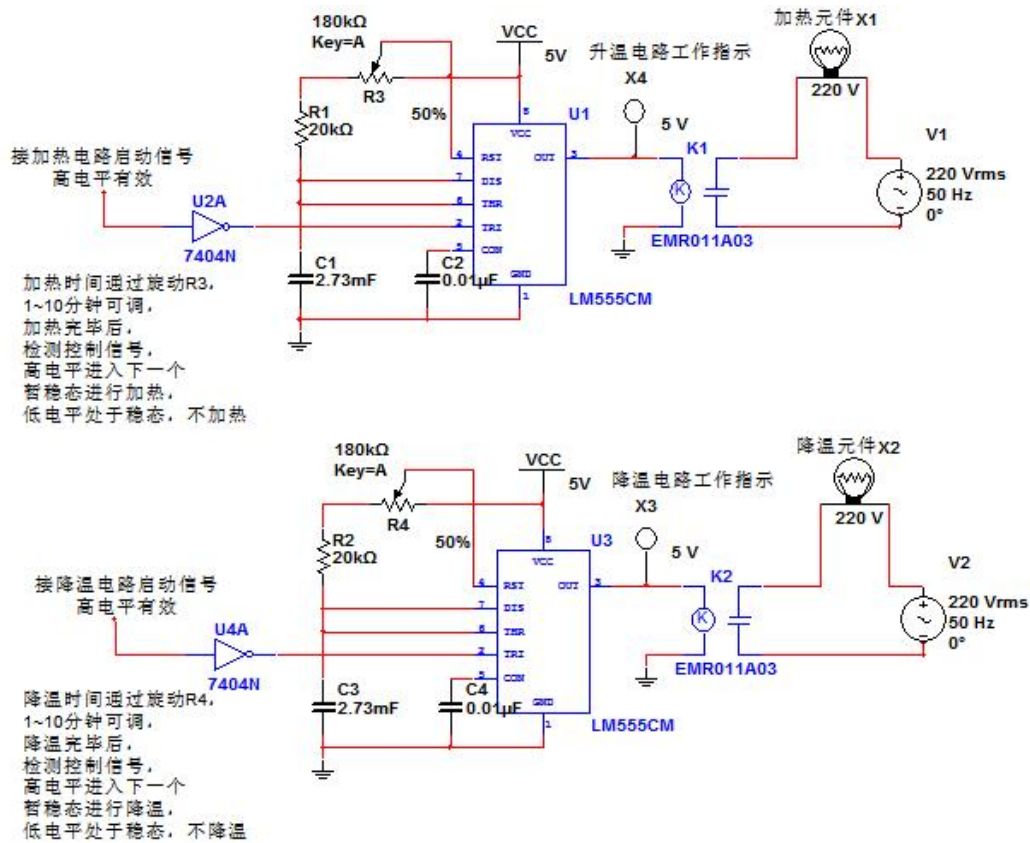 180kΩ
Key=A
VCC
5V
加热元件X1
升温电路工作指示
X4
220 V
R3
R1
20kΩ
50%
8
U1
VCC
5 V
V1
接加热电路启动信号
高电平有效
4
RST
OUT
3
K1
7
DIS
220 Vrms
50 Hz
0°
K
U2A
6
THR
2
TRI
7404N
5
CON
EMR011A03
C1
2.73mF
C2
0.01µF
GND
1
LM555CM
加热时间通过旋动R3，
1~10分钟可调，
加热完毕后，
检测控制信号，
高电平进入下一个
暂稳态进行加热，
低电平处于稳态，不加热
180kΩ
Key=A
VCC
5V
降温元件X2
降温电路工作指示
X3
220 V
R4
R2
20kΩ
50%
8
U3
VCC
5 V
V2
接降温电路启动信号
高电平有效
4
RST
OUT
3
K2
7
DIS
220 Vrms
50 Hz
0°
K
U4A
6
THR
2
TRI
7404N
5
CON
EMR011A03
C3
2.73mF
C4
0.01µF
GND
1
LM555CM
降温时间通过旋动R4，
1~10分钟可调，
降温完毕后，
检测控制信号，
高电平进入下一个
暂稳态进行降温，
低电平处于稳态，不降温